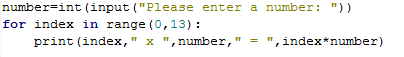 number=int(input("Please enter a number: "))
for index in range(0,13):
    print(index," x ",number," = ",index*number)